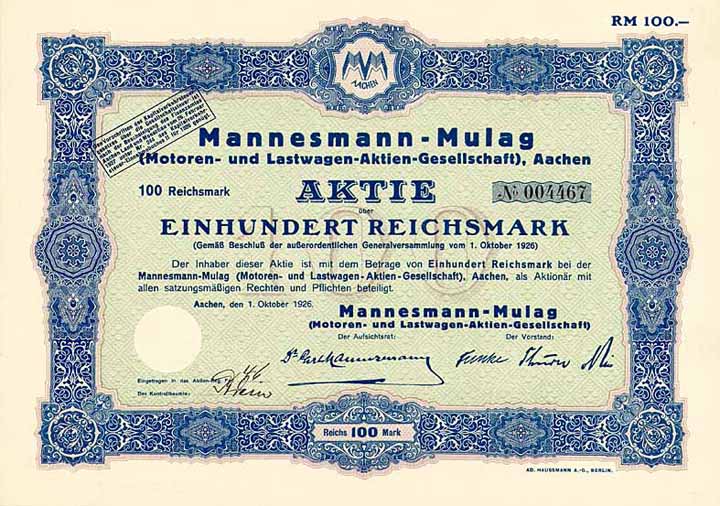 RM 100.—
MM
AACHEN
Mannesmann-Mulag
(Motoren- und Lastwagen-Aktien-Gesellschaft), Aachen
100 Reichsmark
AKTIE
№ 004467
über
EINHUNDERT REICHSMARK
(Gemäß Beschluß der außerordentlichen Generalversammlung vom 1. Oktober 1926)
Der Inhaber dieser Aktie ist mit dem Betrage von Einhundert Reichsmark bei der
Mannesmann-Mulag (Motoren- und Lastwagen-Aktien-Gesellschaft), Aachen, als Aktionär mit
allen satzungsmäßigen Rechten und Pflichten beteiligt.
Aachen, den 1. Oktober 1926.
Mannesmann-Mulag
(Motoren- und Lastwagen-Aktien-Gesellschaft)
Der Aufsichtsrat:
Der Vorstand:
Eingetragen in das Aktien-Reg.
Der Kontrollbeamte:
Reichs 100 Mark
AD. HAUSSMANN A.-G., BERLIN.